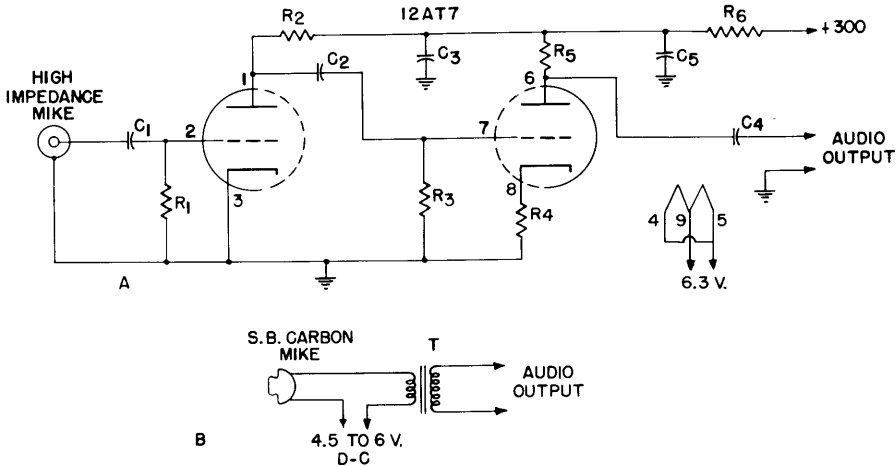 12AT7
R2
R6
+300
1
C2
C3
R5
C5
6
HIGH
IMPEDANCE
MIKE
C1
2
7
C4
AUDIO
OUTPUT
R1
3
R3
8
R4
4
9
5
A
6.3 V.
S.B. CARBON
MIKE
T
AUDIO
OUTPUT
B
4.5 TO 6 V.
D-C